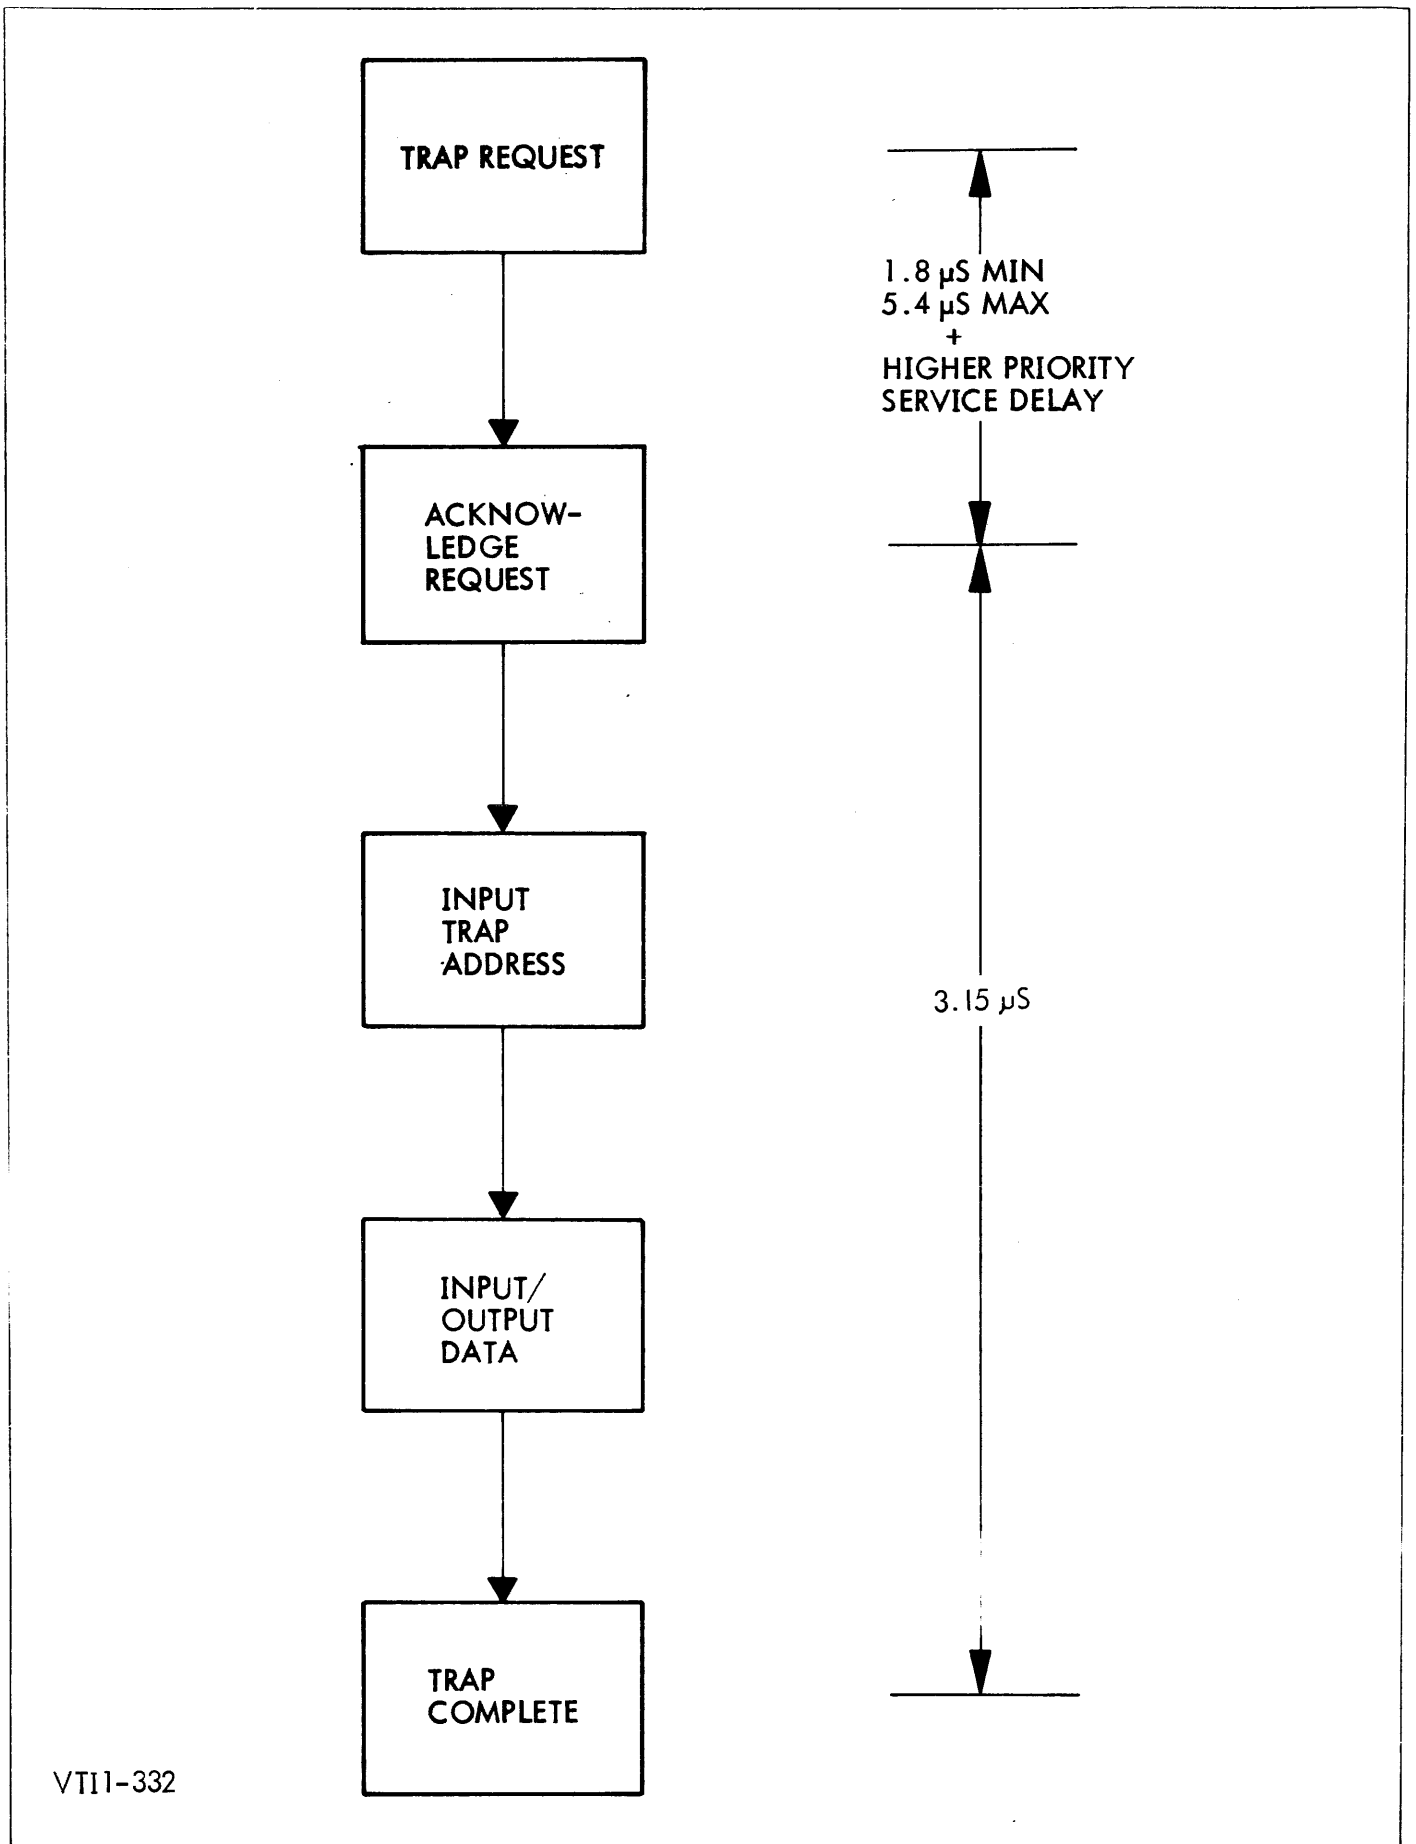 TRAP REQUEST
1.8 µS MIN
5.4 µS MAX
+
HIGHER PRIORITY
SERVICE DELAY
ACKNOW-
LEDGE
REQUEST
INPUT
TRAP
ADDRESS
3.15 µS
INPUT/
OUTPUT
DATA
TRAP
COMPLETE
VTI1-332